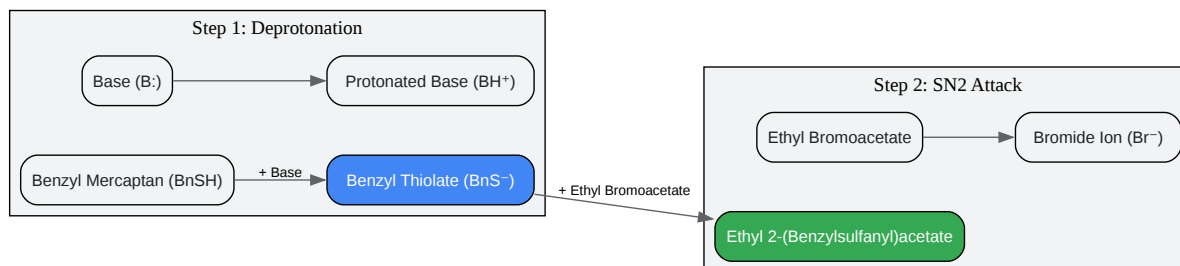 Step 1: Deprotonation
Base (B:)
Protonated Base (BH⁺)
Benzyl Mercaptan (BnSH)
+ Base
Benzyl Thiolate (BnS⁻)
+ Ethyl Bromoacetate
Step 2: SN2 Attack
Ethyl Bromoacetate
Bromide Ion (Br⁻)
Ethyl 2-(Benzylsulfanyl)acetate